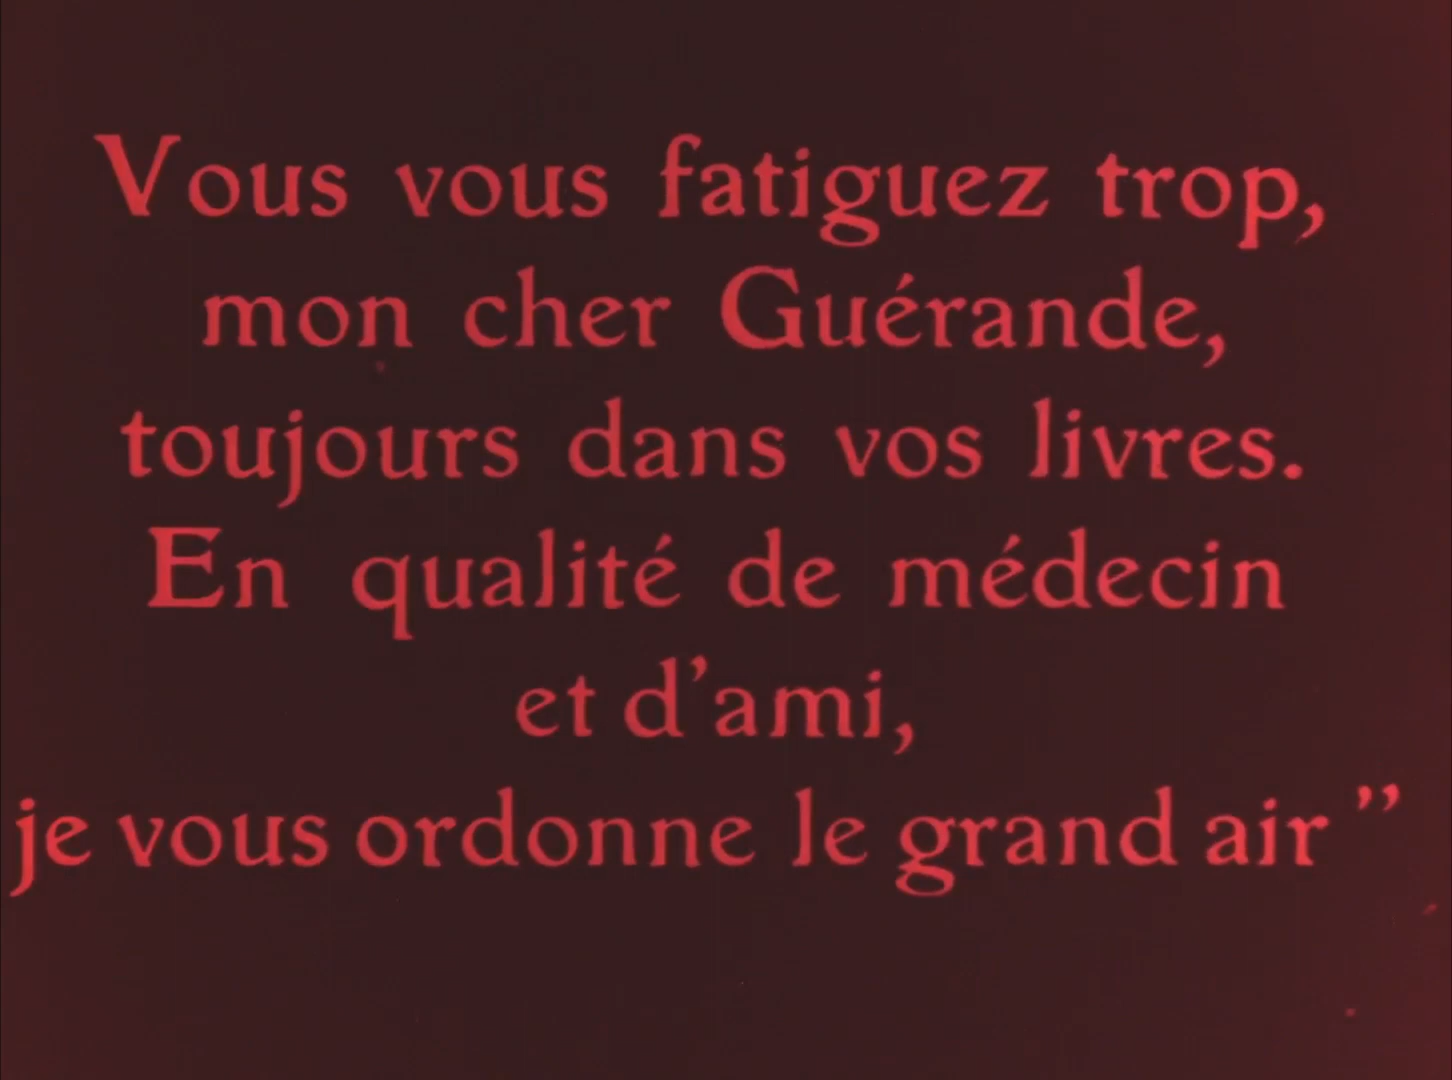 Vous vous fatiguez trop,
mon cher Guérande,
toujours dans vos livres.
En qualité de médecin
et d’ami,
je vous ordonne le grand air ”